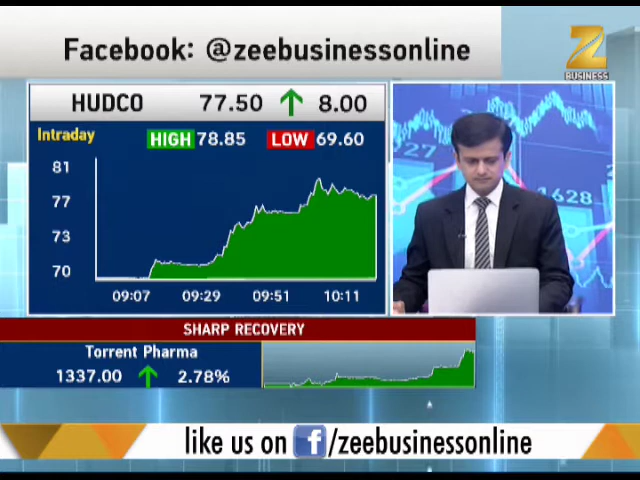 Facebook: @zeebusinessonline
Z
BUSINESS
HUDCO 77.50 8.00
Intraday HIGH 78.85 LOW 69.60
81
77
73
70
09:07 09:29 09:51 10:11
1628
SHARP RECOVERY
Torrent Pharma
1337.00 2.78%
like us on f/zeebusinessonline